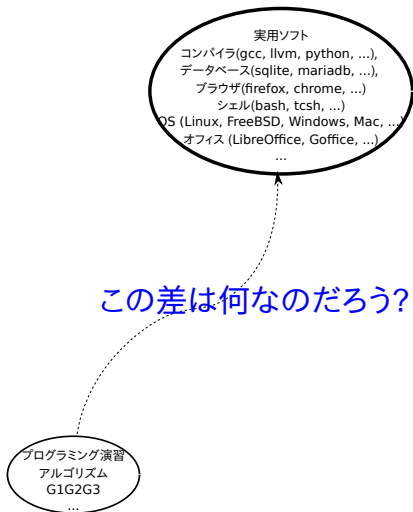 実用ソフト
コンパイラ(gcc, llvm, python, ...),
データベース(sqlite, mariadb, ...),
ブラウザ(firefox, chrome, ...)
シェル(bash, tcsh, ...)
OS (Linux, FreeBSD, Windows, Mac, ...)
オフィス (LibreOffice, Goffice, ...)
...
この差は何なのだろう?
プログラミング演習
アルゴリズム
G1G2G3
...